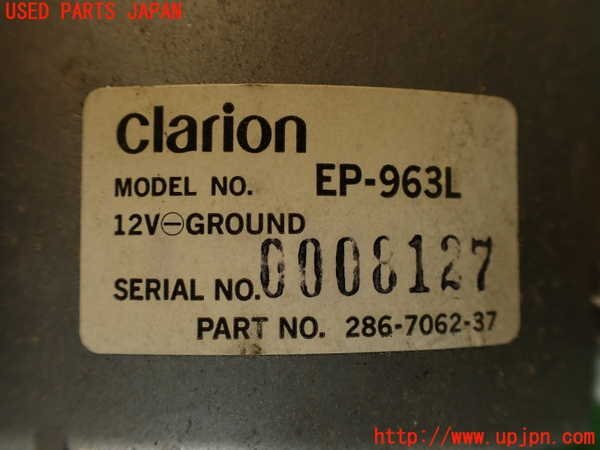 USED PARTS JAPAN
clarion
MODEL NO. EP-963L
12V⊖GROUND
SERIAL NO. 0008127
PART NO. 286-7062-37
http://www.upjpn.com